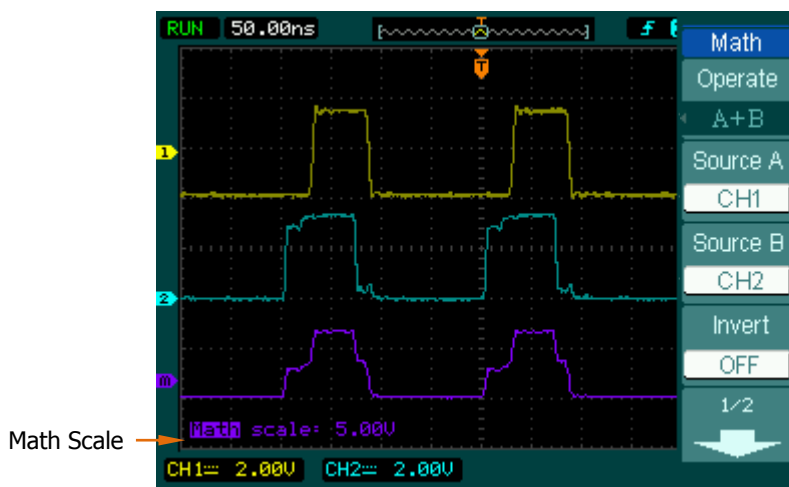 RUN 50.00ns
T
T
Math
Operate
A+B
Source A
CH1
Source B
CH2
Invert
OFF
1/2
1
2
m
Math scale: 5.00V
Math Scale
CH1 2.00V CH2 2.00V